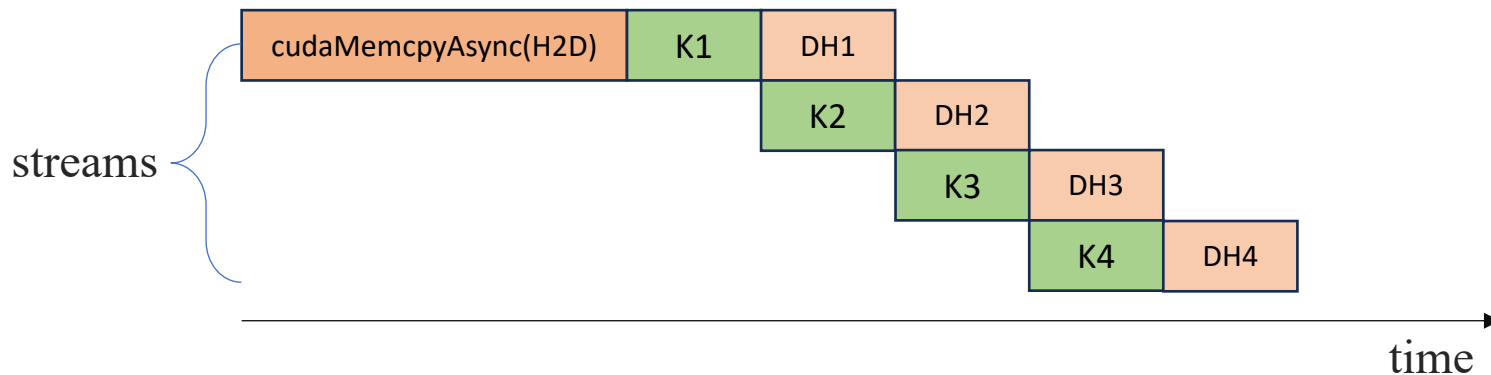 cudaMemcpyAsync(H2D) K1 DH1
K2 DH2
streams
K3 DH3
K4 DH4
time